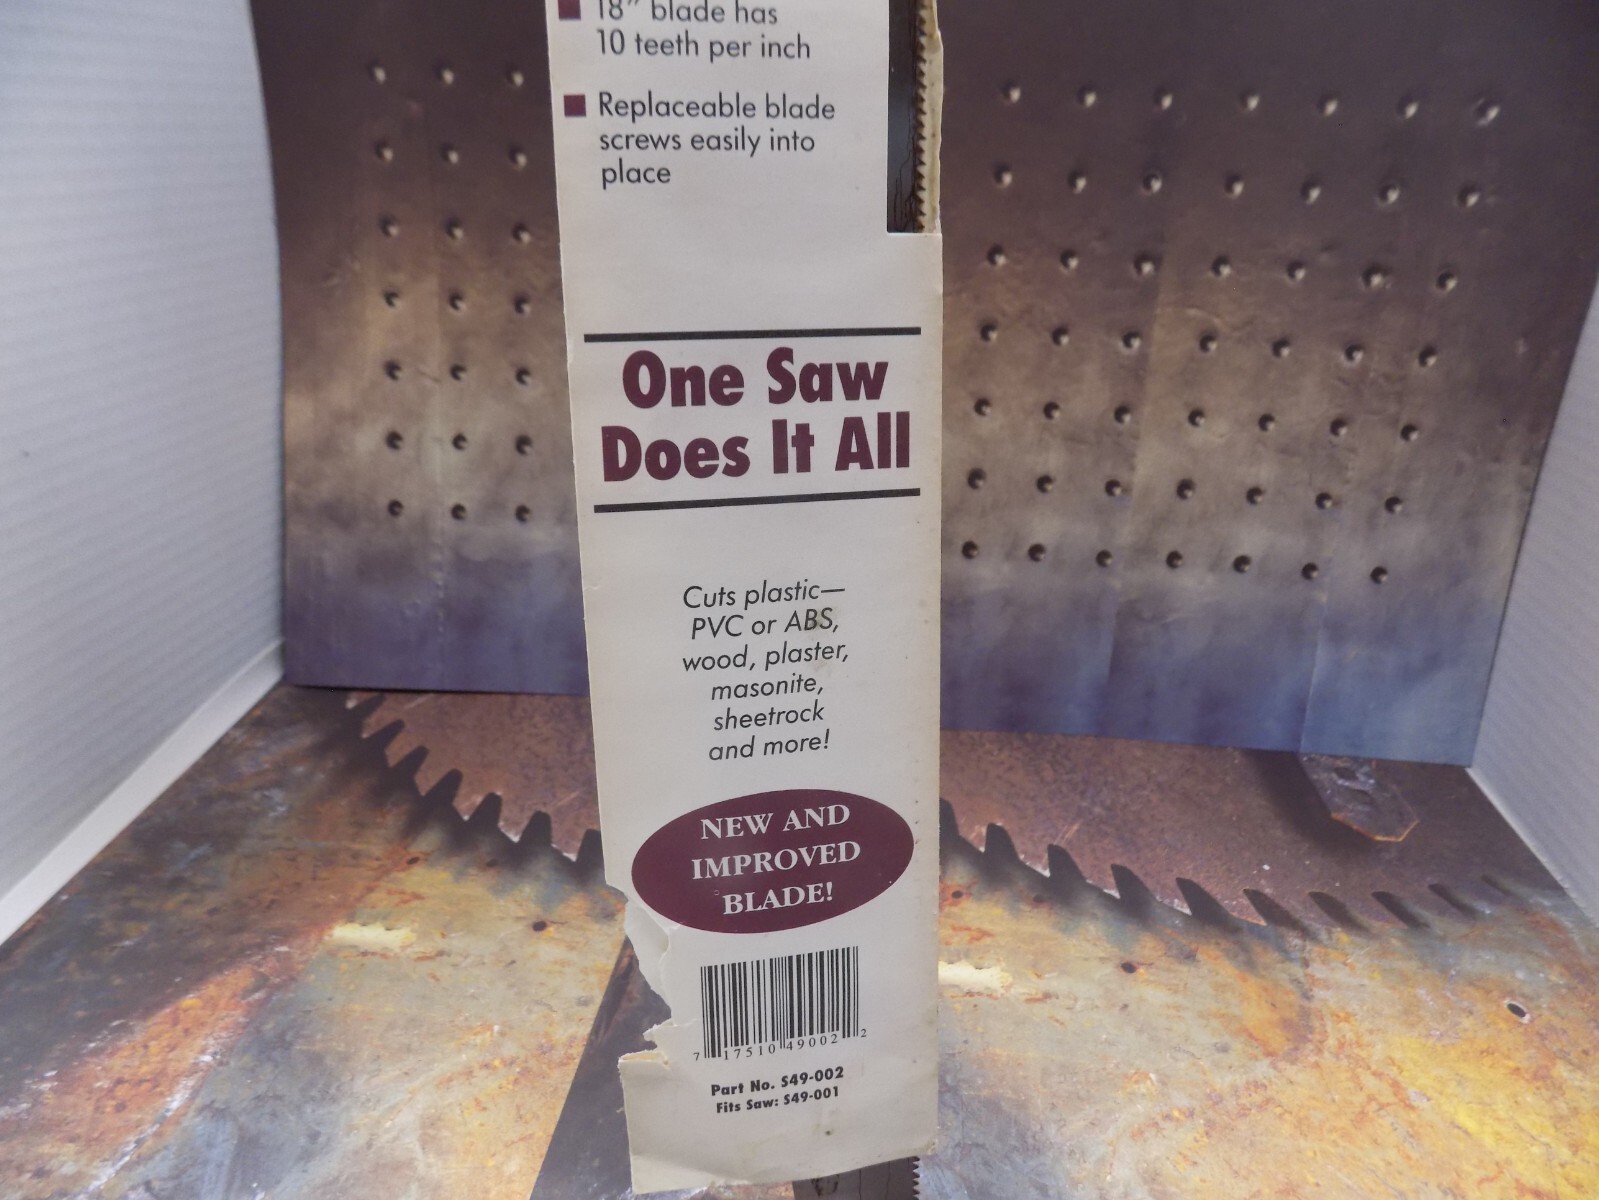 18" blade has
10 teeth per inch
Replaceable blade
screws easily into
place
One Saw
Does It All
Cuts plastic—
PVC or ABS,
wood, plaster,
masonite,
sheetrock
and more!
NEW AND
IMPROVED
BLADE!
7 17510 49002 2
Part No. S49-002
Fits Saw: S49-001